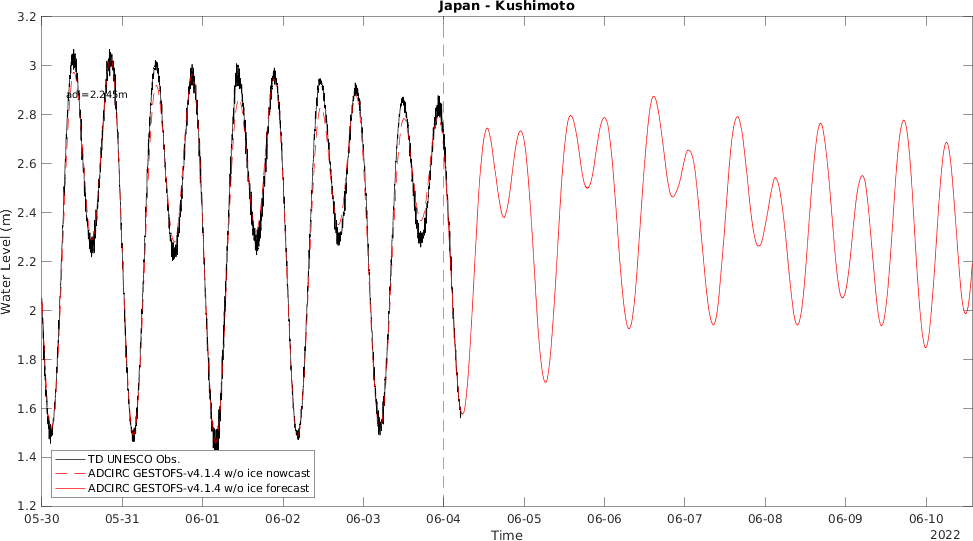 Japan - Kushimoto
3.2
3
2.8
2.6
2.4
2.2
2
1.8
1.6
1.4
1.2
Water Level (m)
adj=2.245m
TD UNESCO Obs.
ADCIRC GESTOFS-v4.1.4 w/o ice nowcast
ADCIRC GESTOFS-v4.1.4 w/o ice forecast
05-30 05-31 06-01 06-02 06-03 06-04 06-05 06-06 06-07 06-08 06-09 06-10
Time
2022